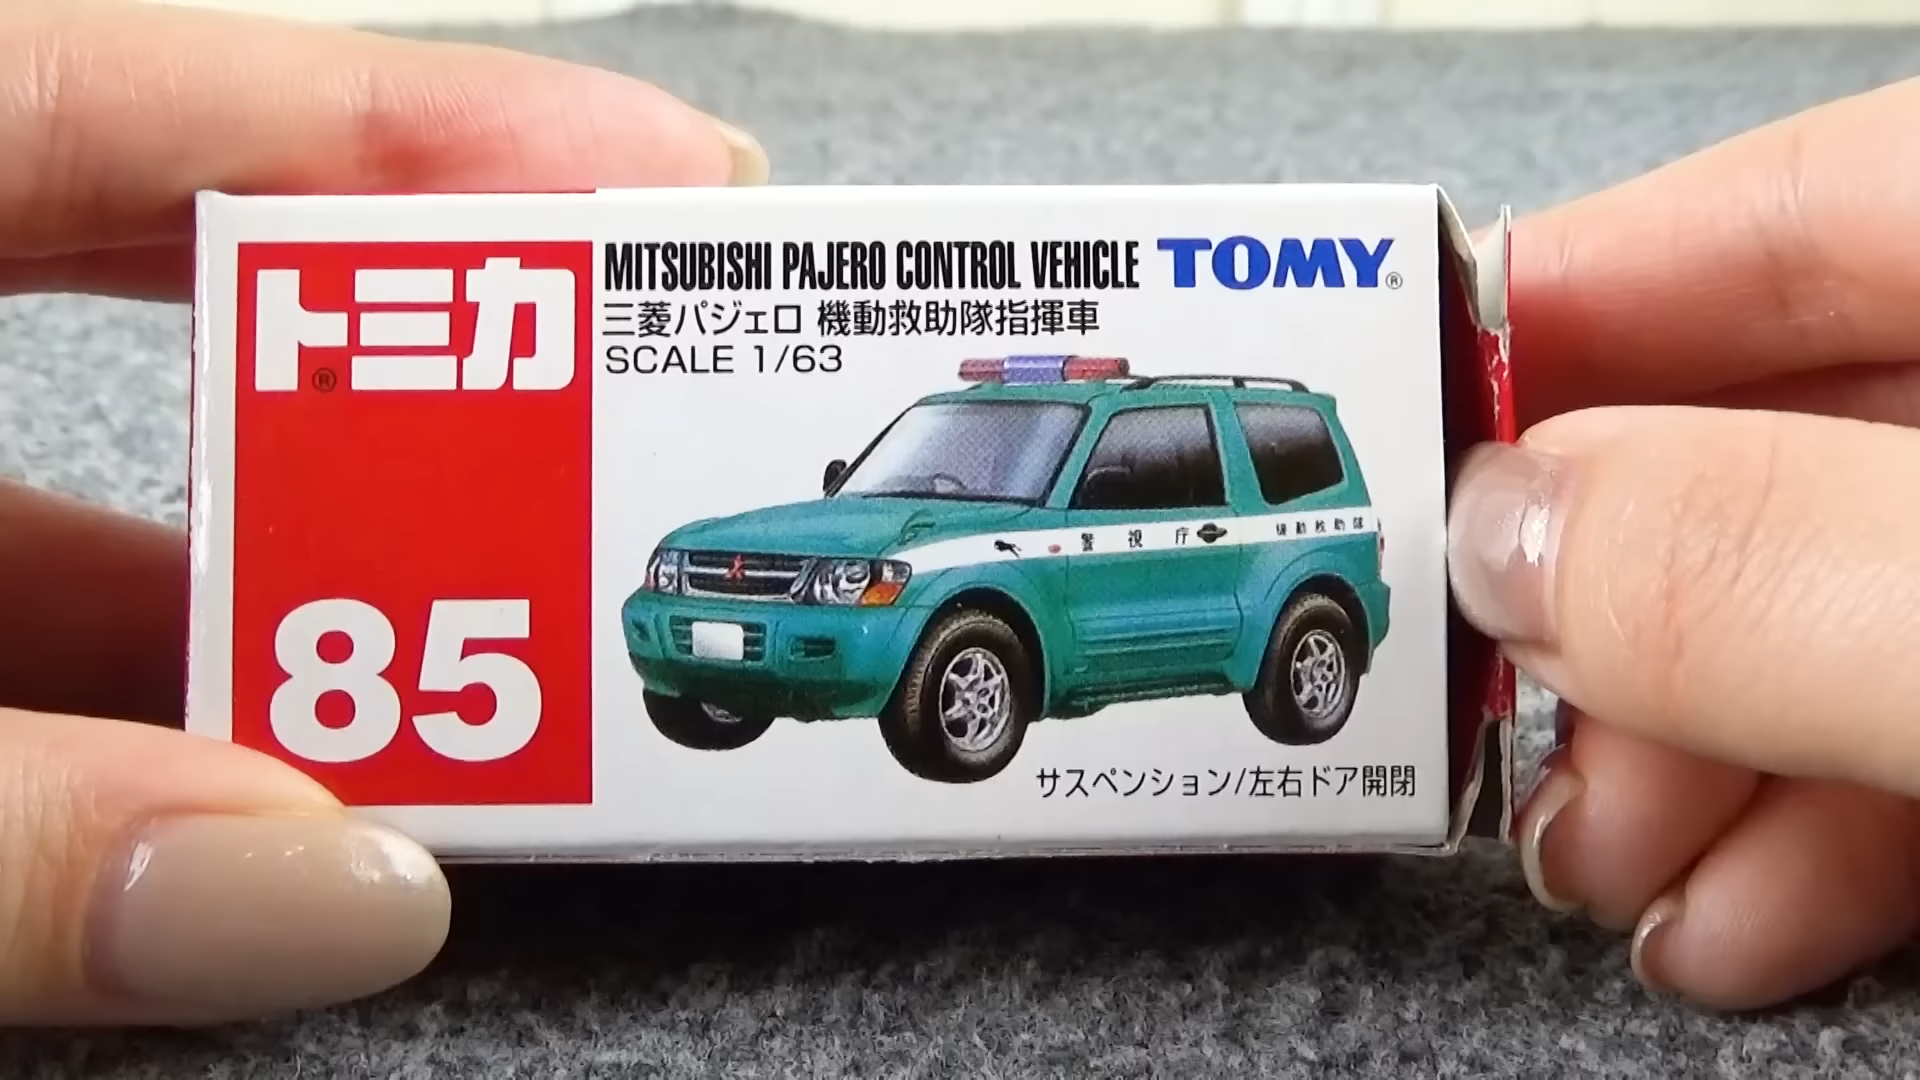 トミカ®
85
MITSUBISHI PAJERO CONTROL VEHICLE TOMY®
三菱パジェロ 機動救助隊指揮車
SCALE 1/63
警視庁
機動救助隊
サスペンション/左右ドア開閉